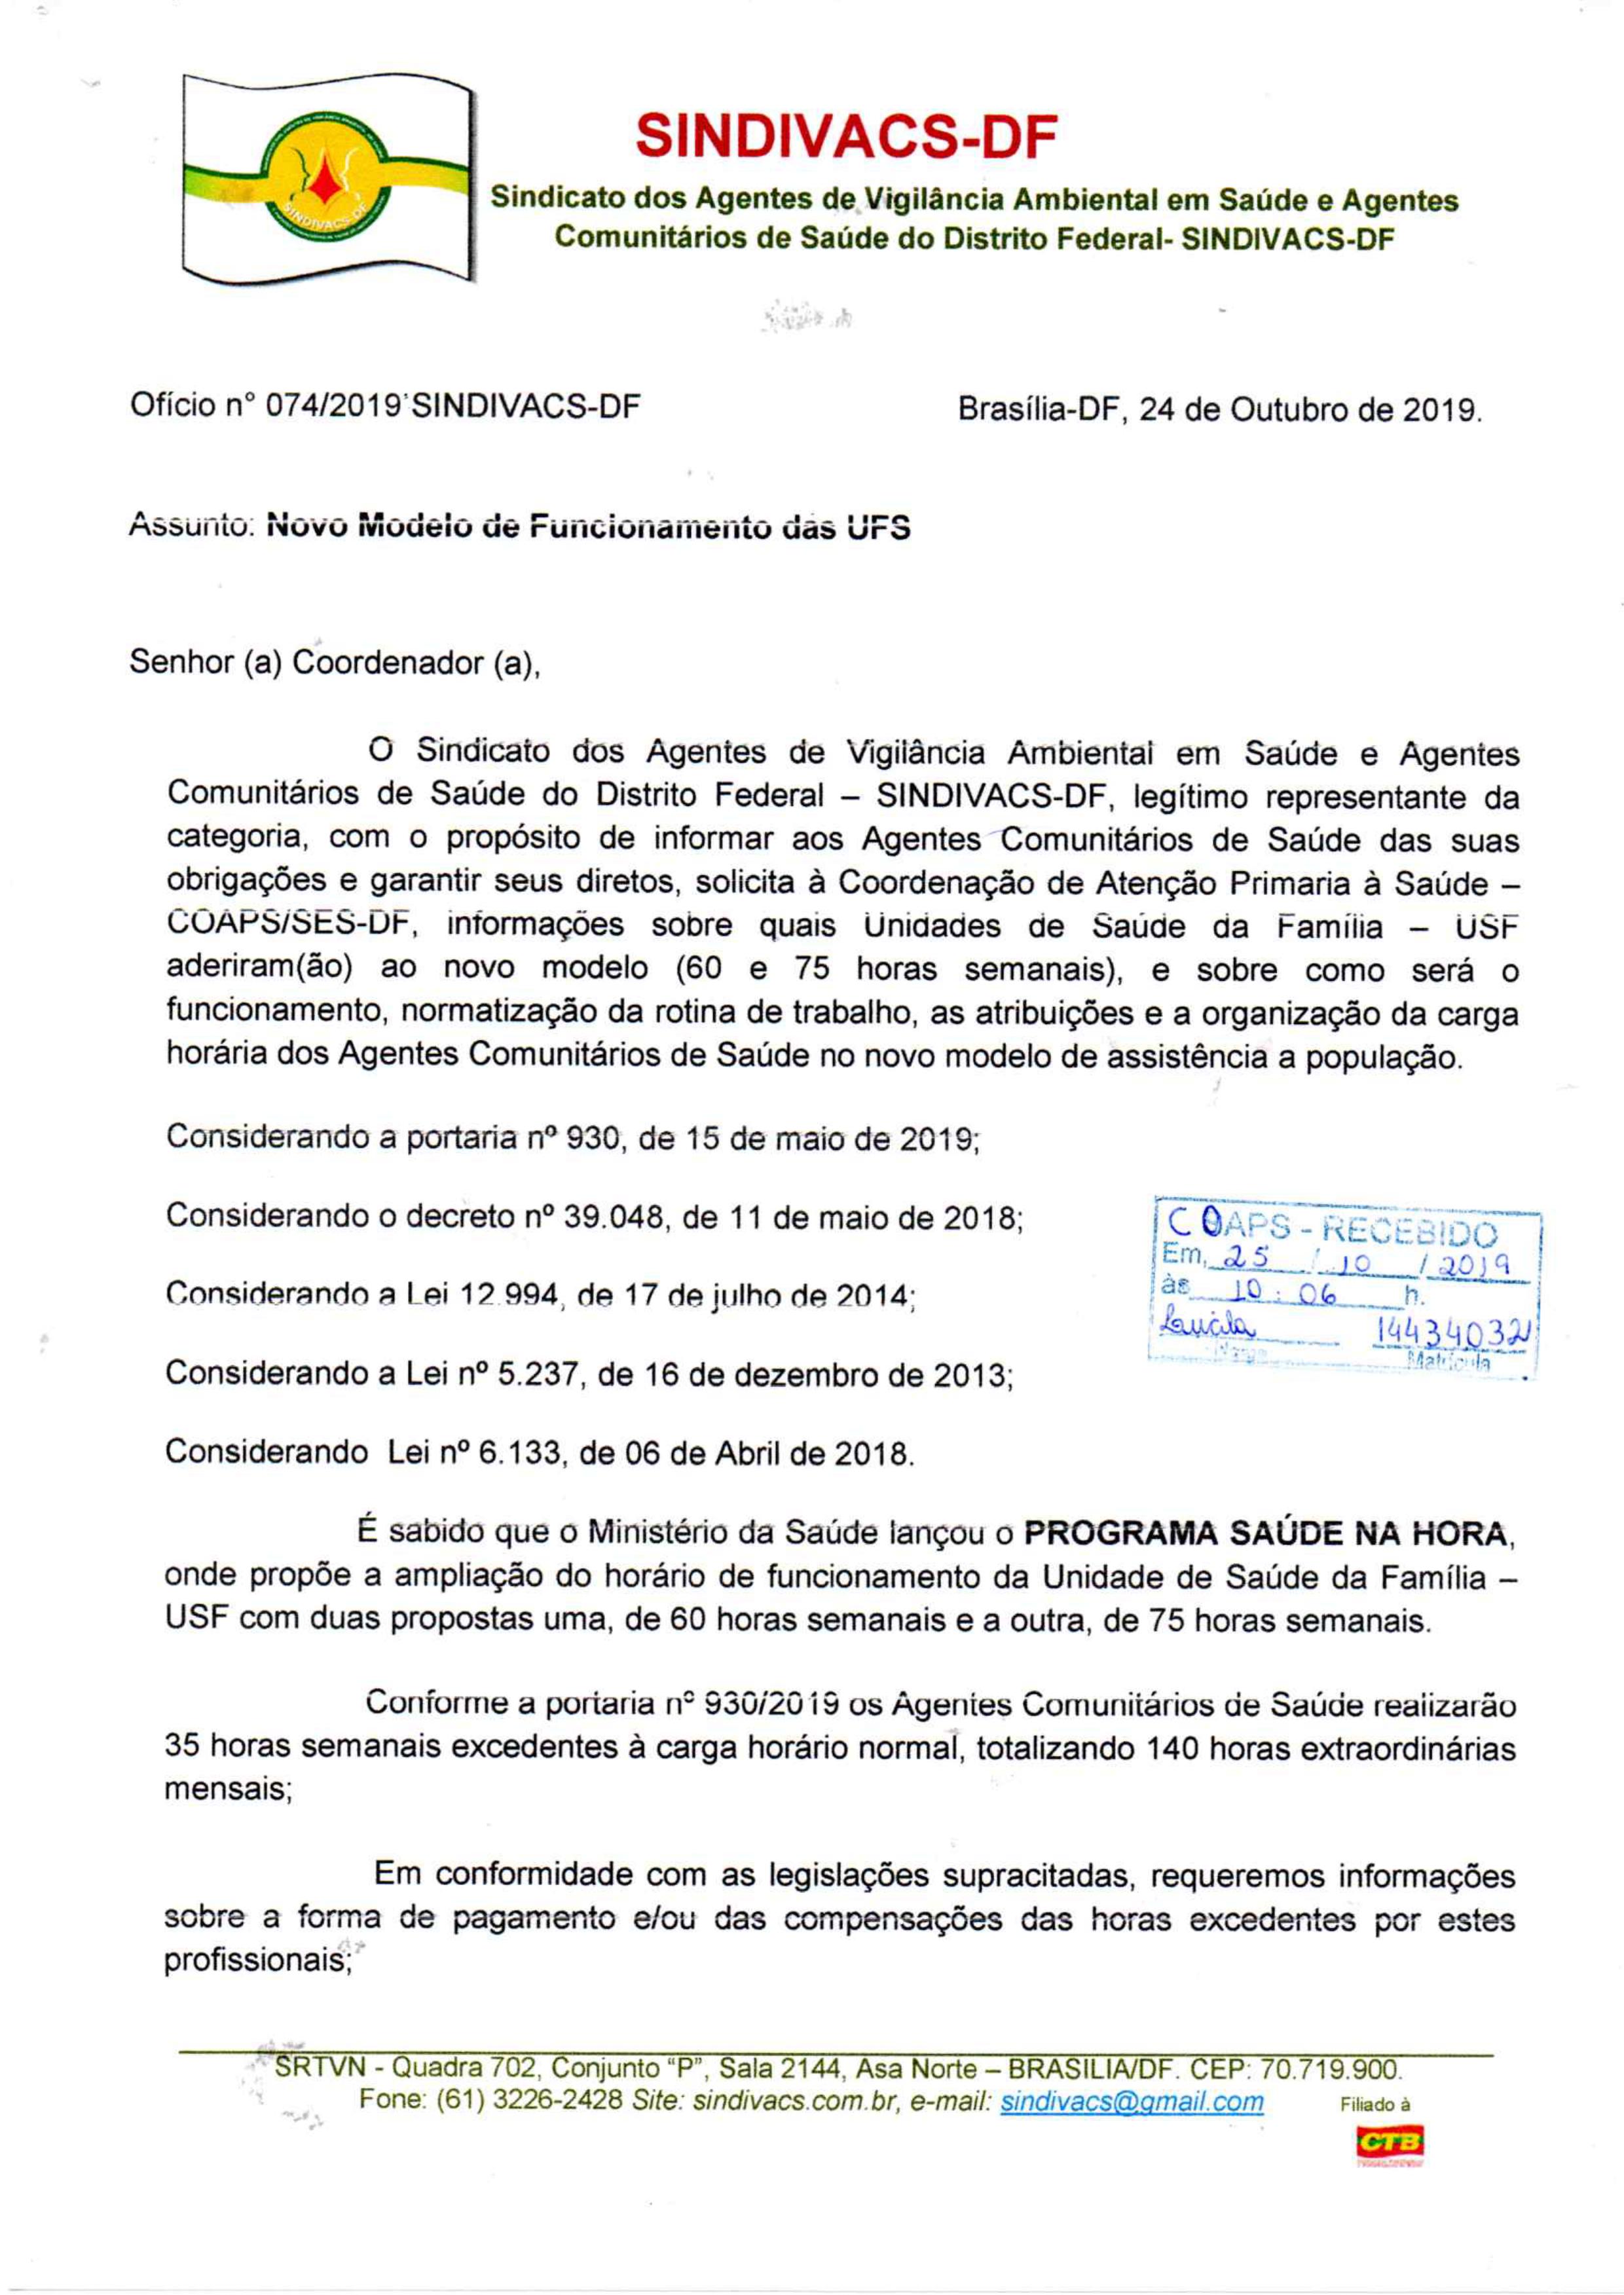 SINDIVACS-DF
Sindicato dos Agentes de Vigilância Ambiental em Saúde e Agentes
Comunitários de Saúde do Distrito Federal- SINDIVACS-DF
SINDIVACS-DF
Ofício n° 074/2019 SINDIVACS-DF
Brasília-DF, 24 de Outubro de 2019.
Assunto: Novo Modelo de Funcionamento das UFS
Senhor (a) Coordenador (a),
O Sindicato dos Agentes de Vigilância Ambiental em Saúde e Agentes
Comunitários de Saúde do Distrito Federal – SINDIVACS-DF, legítimo representante da
categoria, com o propósito de informar aos Agentes Comunitários de Saúde das suas
obrigações e garantir seus diretos, solicita à Coordenação de Atenção Primaria à Saúde –
COAPS/SES-DF, informações sobre quais Unidades de Saúde da Família – USF
aderiram(ão) ao novo modelo (60 e 75 horas semanais), e sobre como será o
funcionamento, normatização da rotina de trabalho, as atribuições e a organização da carga
horária dos Agentes Comunitários de Saúde no novo modelo de assistência a população.
Considerando a portaria nº 930, de 15 de maio de 2019;
Considerando o decreto nº 39.048, de 11 de maio de 2018;
Considerando a Lei 12.994, de 17 de julho de 2014;
Considerando a Lei nº 5.237, de 16 de dezembro de 2013;
Considerando Lei nº 6.133, de 06 de Abril de 2018.
COAPS - RECEBIDO
Em, 25 / 10 / 2019
às 10 : 06 h.
Lucila 14434032
Matrícula
É sabido que o Ministério da Saúde lançou o PROGRAMA SAÚDE NA HORA,
onde propõe a ampliação do horário de funcionamento da Unidade de Saúde da Família –
USF com duas propostas uma, de 60 horas semanais e a outra, de 75 horas semanais.
Conforme a portaria nº 930/2019 os Agentes Comunitários de Saúde realizarão
35 horas semanais excedentes à carga horário normal, totalizando 140 horas extraordinárias
mensais;
Em conformidade com as legislações supracitadas, requeremos informações
sobre a forma de pagamento e/ou das compensações das horas excedentes por estes
profissionais;
SRTVN - Quadra 702, Conjunto “P”, Sala 2144, Asa Norte – BRASILIA/DF. CEP: 70.719.900.
Fone: (61) 3226-2428 Site: sindivacs.com.br, e-mail: sindivacs@gmail.com
Filiado à
CTB